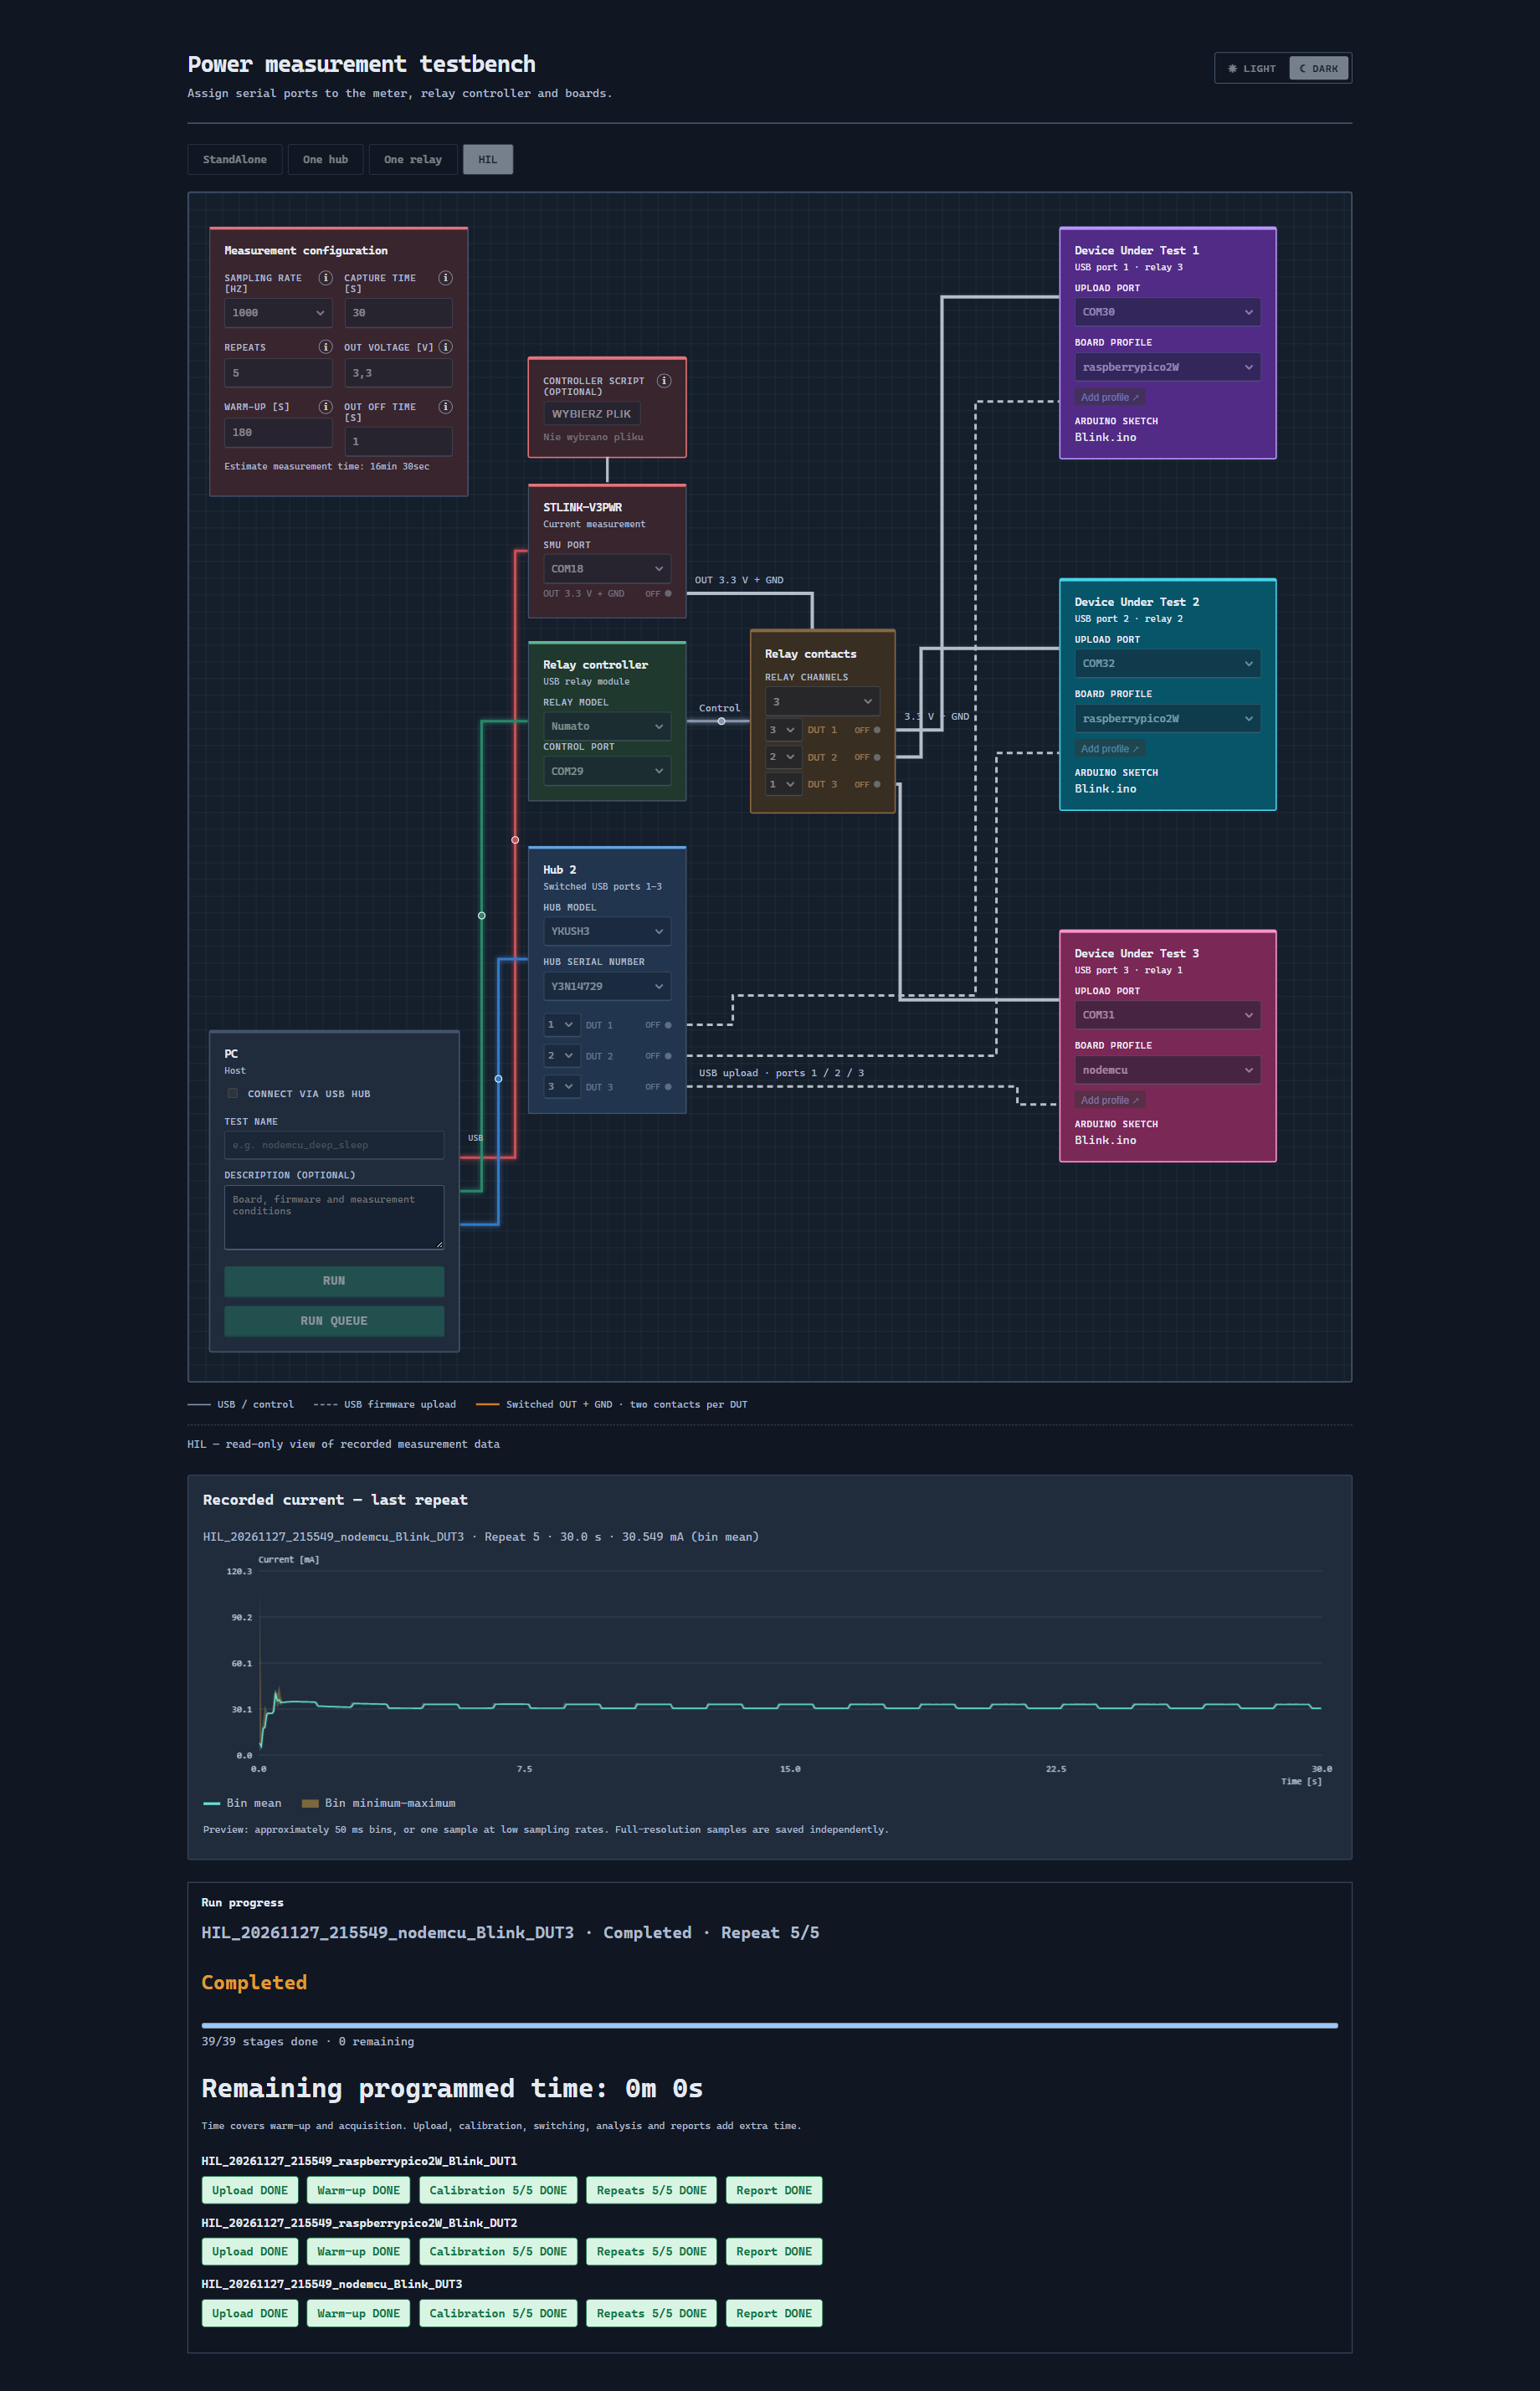 Power measurement testbench
Assign serial ports to the meter, relay controller and boards.
☀ LIGHT
☾ DARK
StandAlone
One hub
One relay
HIL
Measurement configuration
SAMPLING RATE [HZ]
1000
CAPTURE TIME [S]
30
REPEATS
5
OUT VOLTAGE [V]
3,3
WARM-UP [S]
180
OUT OFF TIME [S]
1
Estimate measurement time: 16min 30sec
CONTROLLER SCRIPT (OPTIONAL)
WYBIERZ PLIK
Nie wybrano pliku
STLINK-V3PWR
Current measurement
SMU PORT
COM18
OUT 3.3 V + GND OFF
OUT 3.3 V + GND
Relay controller
USB relay module
RELAY MODEL
Numato
CONTROL PORT
COM29
Control
Relay contacts
RELAY CHANNELS
3
3 DUT 1 OFF
2 DUT 2 OFF
1 DUT 3 OFF
3.3 V + GND
Hub 2
Switched USB ports 1–3
HUB MODEL
YKUSH3
HUB SERIAL NUMBER
Y3N14729
1 DUT 1 OFF
2 DUT 2 OFF
3 DUT 3 OFF
USB upload · ports 1 / 2 / 3
Device Under Test 1
USB port 1 · relay 3
UPLOAD PORT
COM30
BOARD PROFILE
raspberrypico2W
Add profile ↗
ARDUINO SKETCH
Blink.ino
Device Under Test 2
USB port 2 · relay 2
UPLOAD PORT
COM32
BOARD PROFILE
raspberrypico2W
Add profile ↗
ARDUINO SKETCH
Blink.ino
Device Under Test 3
USB port 3 · relay 1
UPLOAD PORT
COM31
BOARD PROFILE
nodemcu
Add profile ↗
ARDUINO SKETCH
Blink.ino
PC
Host
CONNECT VIA USB HUB
TEST NAME
e.g. nodemcu_deep_sleep
DESCRIPTION (OPTIONAL)
Board, firmware and measurement
conditions
RUN
RUN QUEUE
USB
USB / control
USB firmware upload
Switched OUT + GND · two contacts per DUT
HIL — read-only view of recorded measurement data
Recorded current — last repeat
HIL_20261127_215549_nodemcu_Blink_DUT3 · Repeat 5 · 30.0 s · 30.549 mA (bin mean)
Current [mA]
120.3
90.2
60.1
30.1
0.0
0.0 7.5 15.0 22.5 30.0
Time [s]
Bin mean
Bin minimum–maximum
Preview: approximately 50 ms bins, or one sample at low sampling rates. Full-resolution samples are saved independently.
Run progress
HIL_20261127_215549_nodemcu_Blink_DUT3 · Completed · Repeat 5/5
Completed
39/39 stages done · 0 remaining
Remaining programmed time: 0m 0s
Time covers warm-up and acquisition. Upload, calibration, switching, analysis and reports add extra time.
HIL_20261127_215549_raspberrypico2W_Blink_DUT1
Upload DONE Warm-up DONE Calibration 5/5 DONE Repeats 5/5 DONE Report DONE
HIL_20261127_215549_raspberrypico2W_Blink_DUT2
Upload DONE Warm-up DONE Calibration 5/5 DONE Repeats 5/5 DONE Report DONE
HIL_20261127_215549_nodemcu_Blink_DUT3
Upload DONE Warm-up DONE Calibration 5/5 DONE Repeats 5/5 DONE Report DONE